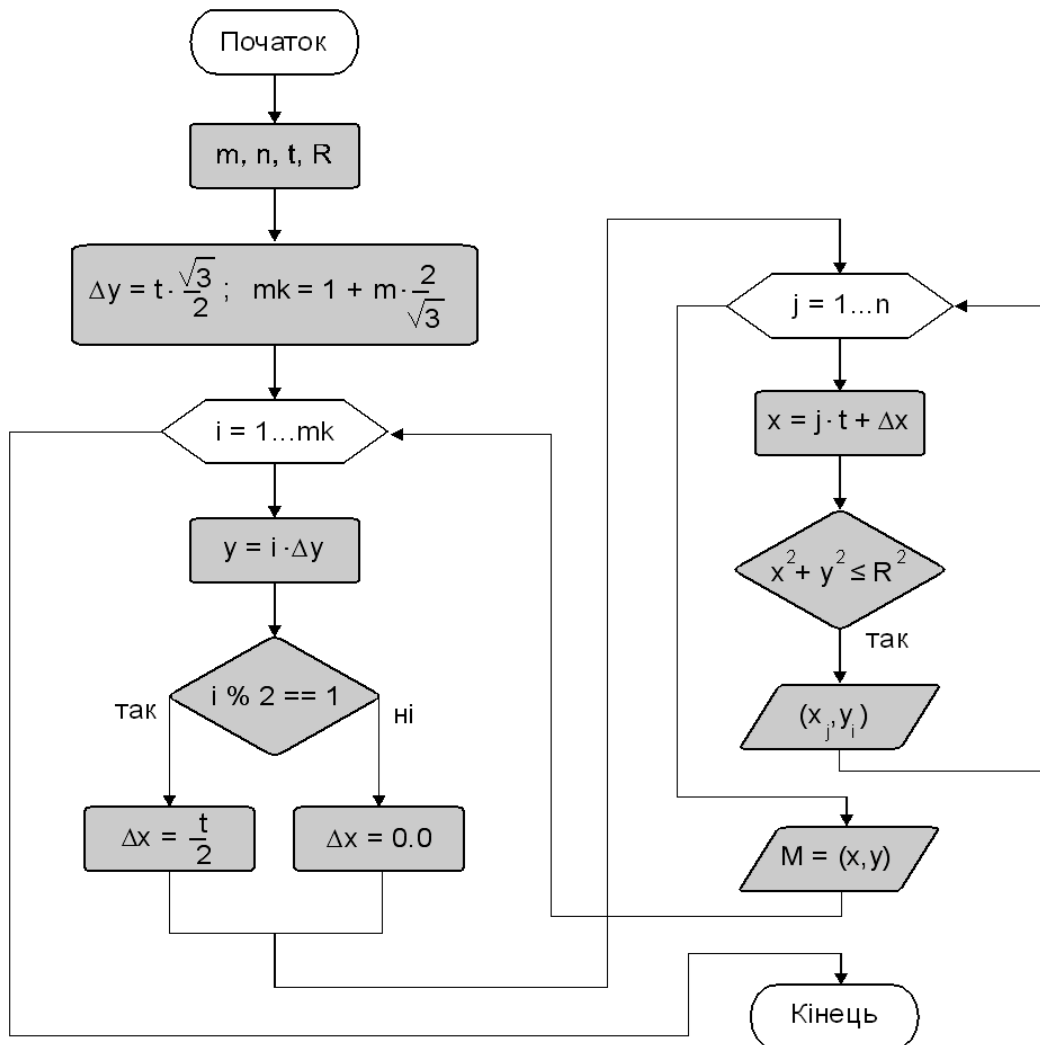 Початок
m, n, t, R
Δy = t · √3/2 ; mk = 1 + m · 2/√3
i = 1...mk
y = i · Δy
i % 2 == 1
так
ні
Δx = t/2
Δx = 0.0
j = 1...n
x = j · t + Δx
x² + y² ≤ R²
так
(xⱼ, yᵢ)
M = (x,y)
Кінець